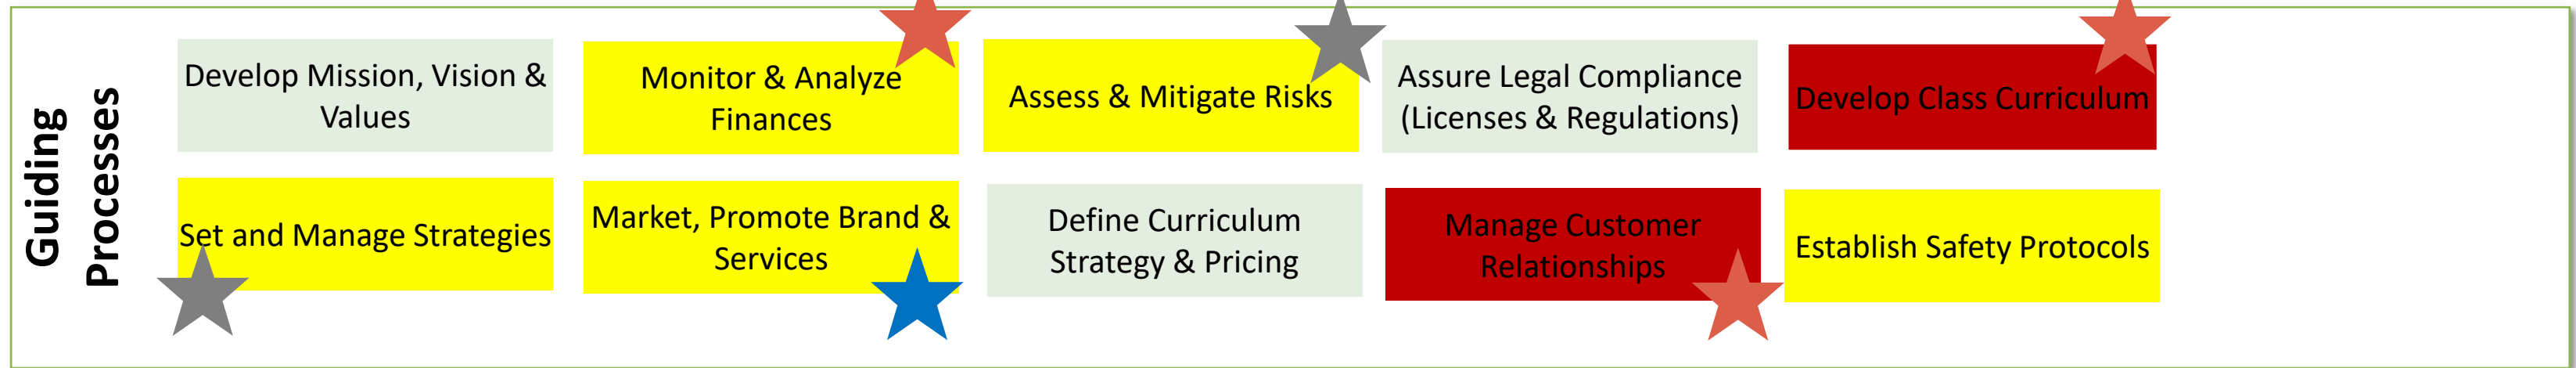 Guiding
Processes
Develop Mission, Vision &
Values
Monitor & Analyze
Finances
Assess & Mitigate Risks
Assure Legal Compliance
(Licenses & Regulations)
Develop Class Curriculum
Set and Manage Strategies
Market, Promote Brand &
Services
Define Curriculum
Strategy & Pricing
Manage Customer
Relationships
Establish Safety Protocols